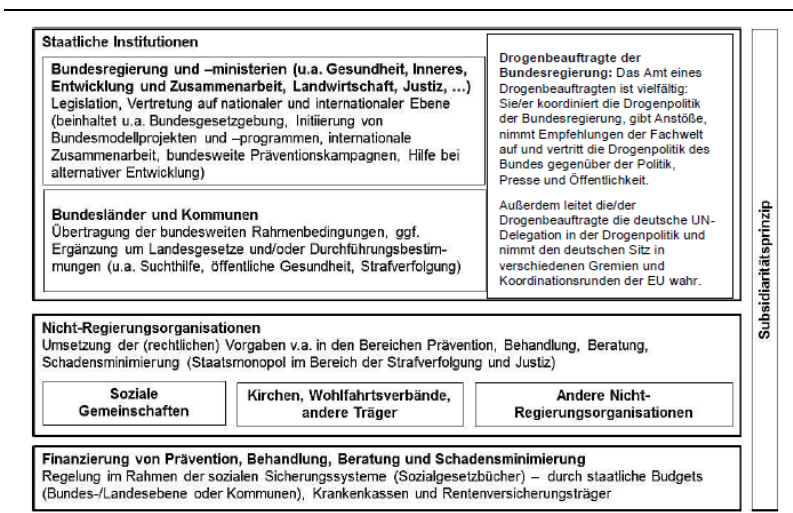 Staatliche Institutionen
Bundesregierung und –ministerien (u.a. Gesundheit, Inneres,
Entwicklung und Zusammenarbeit, Landwirtschaft, Justiz, …)
Legislation, Vertretung auf nationaler und internationaler Ebene
(beinhaltet u.a. Bundesgesetzgebung, Initiierung von
Bundesmodellprojekten und –programmen, internationale
Zusammenarbeit, bundesweite Präventionskampagnen, Hilfe bei
alternativer Entwicklung)
Bundesländer und Kommunen
Übertragung der bundesweiten Rahmenbedingungen, ggf.
Ergänzung um Landesgesetze und/oder Durchführungsbestim-
mungen (u.a. Suchthilfe, öffentliche Gesundheit, Strafverfolgung)
Drogenbeauftragte der
Bundesregierung: Das Amt eines
Drogenbeauftragten ist vielfältig:
Sie/er koordiniert die Drogenpolitik
der Bundesregierung, gibt Anstöße,
nimmt Empfehlungen der Fachwelt
auf und vertritt die Drogenpolitik des
Bundes gegenüber der Politik,
Presse und Öffentlichkeit.
Außerdem leitet die/der
Drogenbeauftragte die deutsche UN-
Delegation in der Drogenpolitik und
nimmt den deutschen Sitz in
verschiedenen Gremien und
Koordinationsrunden der EU wahr.
Nicht-Regierungsorganisationen
Umsetzung der (rechtlichen) Vorgaben v.a. in den Bereichen Prävention, Behandlung, Beratung,
Schadensminimierung (Staatsmonopol im Bereich der Strafverfolgung und Justiz)
Soziale
Gemeinschaften
Kirchen, Wohlfahrtsverbände,
andere Träger
Andere Nicht-
Regierungsorganisationen
Finanzierung von Prävention, Behandlung, Beratung und Schadensminimierung
Regelung im Rahmen der sozialen Sicherungssysteme (Sozialgesetzbücher) – durch staatliche Budgets
(Bundes-/Landesebene oder Kommunen), Krankenkassen und Rentenversicherungsträger
Subsidiaritätsprinzip